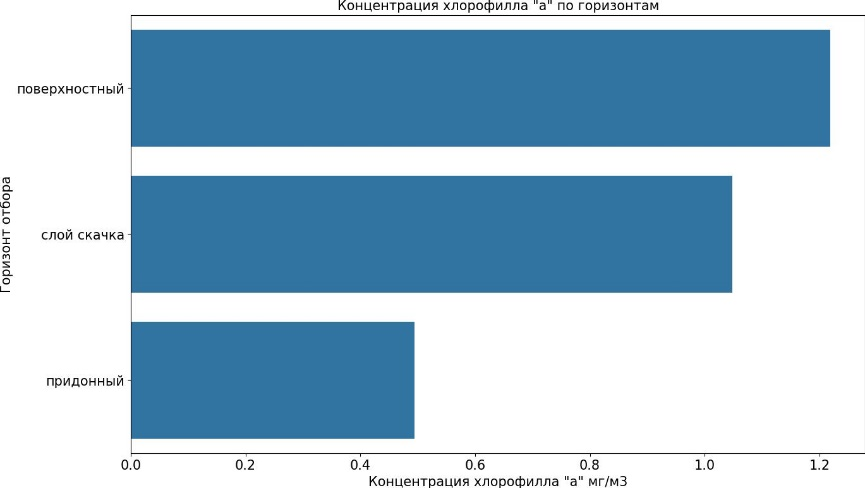 Концентрация хлорофилла "а" по горизонтам
поверхностный
слой скачка
придонный
Горизонт отбора
0.0 0.2 0.4 0.6 0.8 1.0 1.2
Концентрация хлорофилла "а" мг/м3